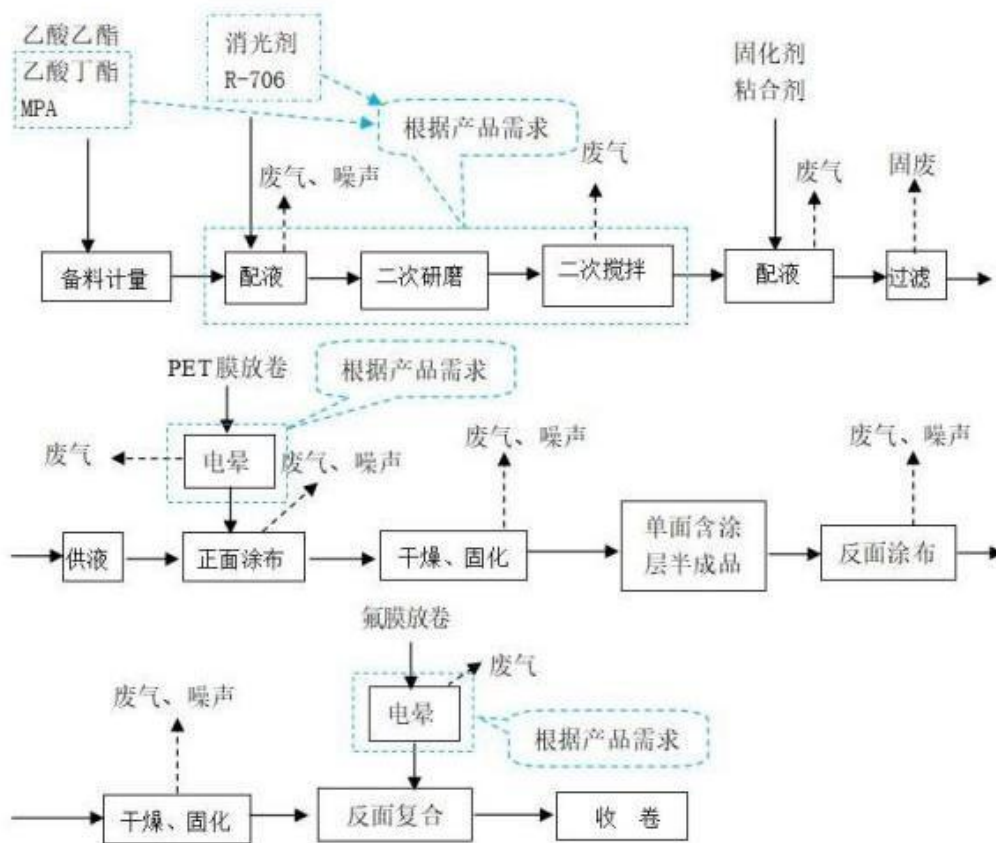 乙酸乙酯
乙酸丁酯
MPA
消光剂
R-706
根据产品需求
固化剂
粘合剂
废气、噪声
废气
废气
固废
备料计量
配液
二次研磨
二次搅拌
配液
过滤
PET膜放卷
根据产品需求
废气
电晕
废气、噪声
废气、噪声
废气、噪声
供液
正面涂布
干燥、固化
单面含涂
层半成品
反面涂布
氟膜放卷
废气、噪声
废气
电晕
根据产品需求
干燥、固化
反面复合
收 卷